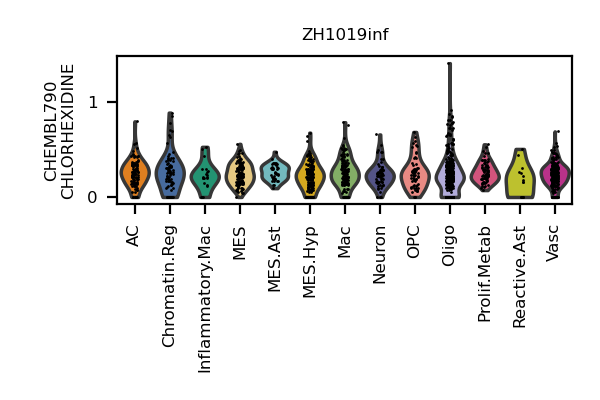 ZH1019inf
CHEMBL790
CHLORHEXIDINE
1
0
AC
Chromatin.Reg
Inflammatory.Mac
MES
MES.Ast
MES.Hyp
Mac
Neuron
OPC
Oligo
Prolif.Metab
Reactive.Ast
Vasc